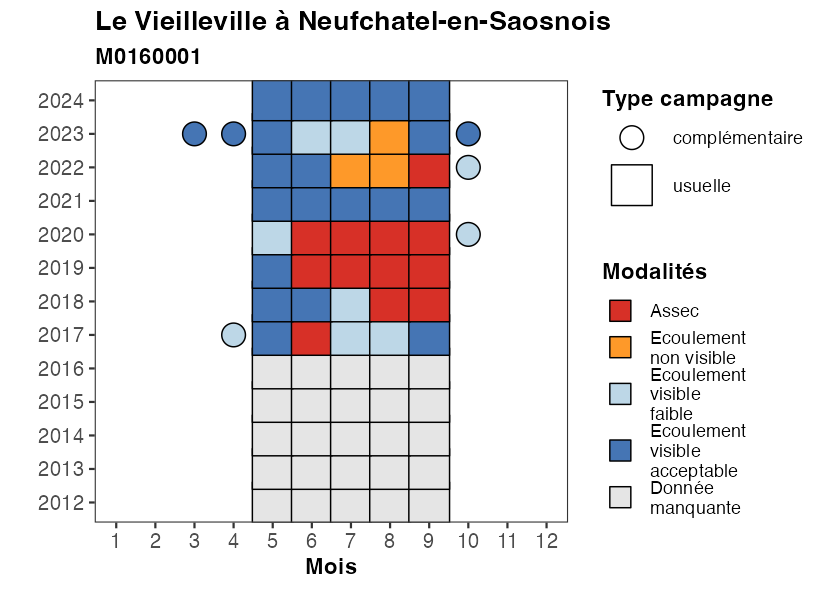 Le Vieilleville à Neufchatel-en-Saosnois
M0160001
2024
2023
2022
2021
2020
2019
2018
2017
2016
2015
2014
2013
2012
1 2 3 4 5 6 7 8 9 10 11 12
Mois
Type campagne
complémentaire
usuelle
Modalités
Assec
Ecoulement
non visible
Ecoulement
visible
faible
Ecoulement
visible
acceptable
Donnée
manquante